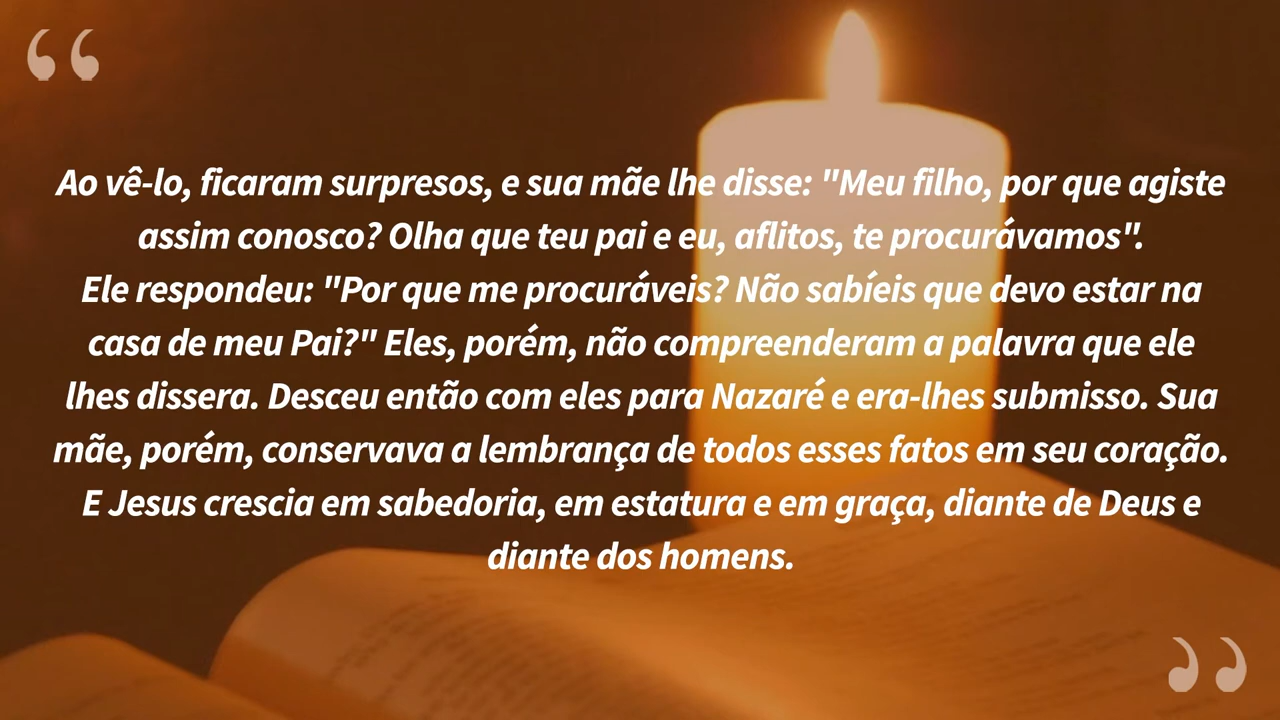 Ao vê-lo, ficaram surpresos, e sua mãe lhe disse: "Meu filho, por que agiste
assim conosco? Olha que teu pai e eu, aflitos, te procurávamos".
Ele respondeu: "Por que me procuráveis? Não sabíeis que devo estar na
casa de meu Pai?" Eles, porém, não compreenderam a palavra que ele
lhes dissera. Desceu então com eles para Nazaré e era-lhes submisso. Sua
mãe, porém, conservava a lembrança de todos esses fatos em seu coração.
E Jesus crescia em sabedoria, em estatura e em graça, diante de Deus e
diante dos homens.